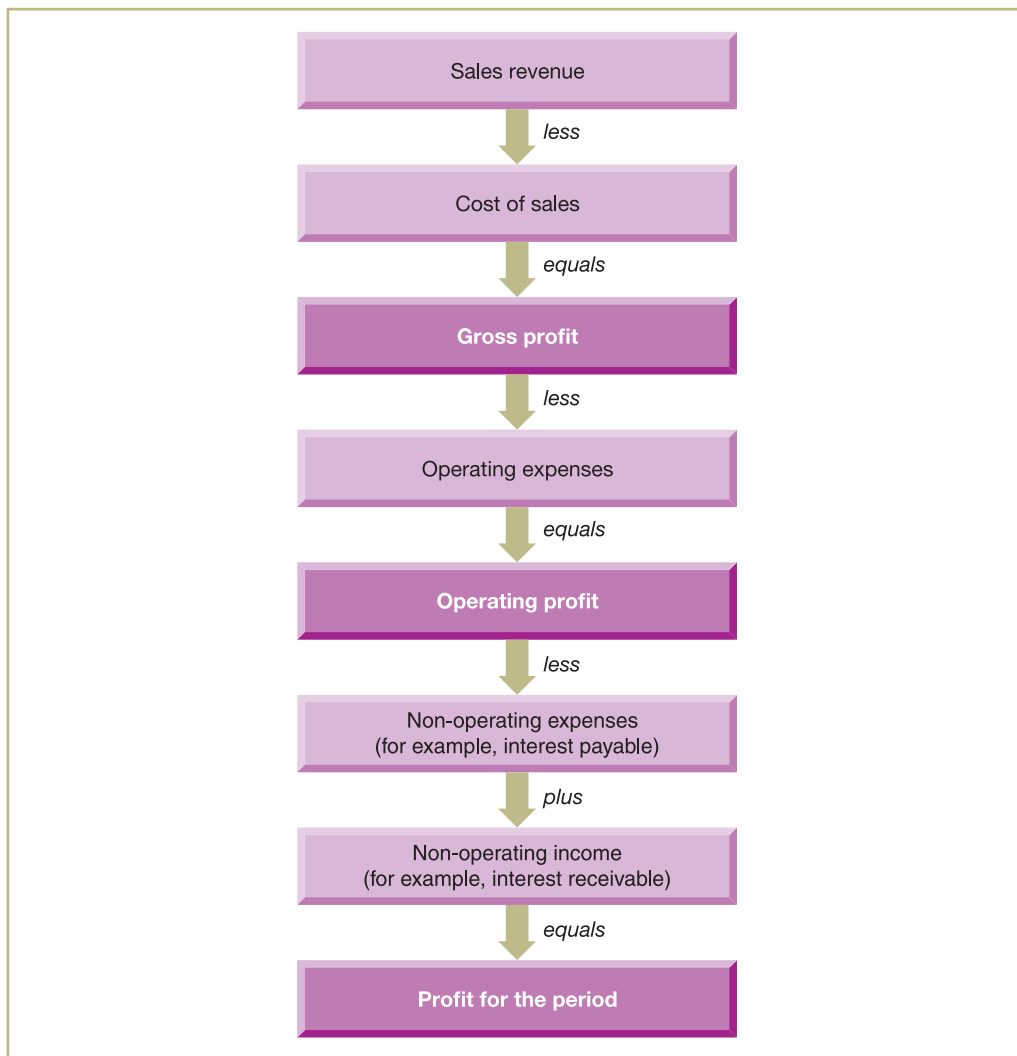 Sales revenue
less
Cost of sales
equals
Gross profit
less
Operating expenses
equals
Operating profit
less
Non-operating expenses
(for example, interest payable)
plus
Non-operating income
(for example, interest receivable)
equals
Profit for the period